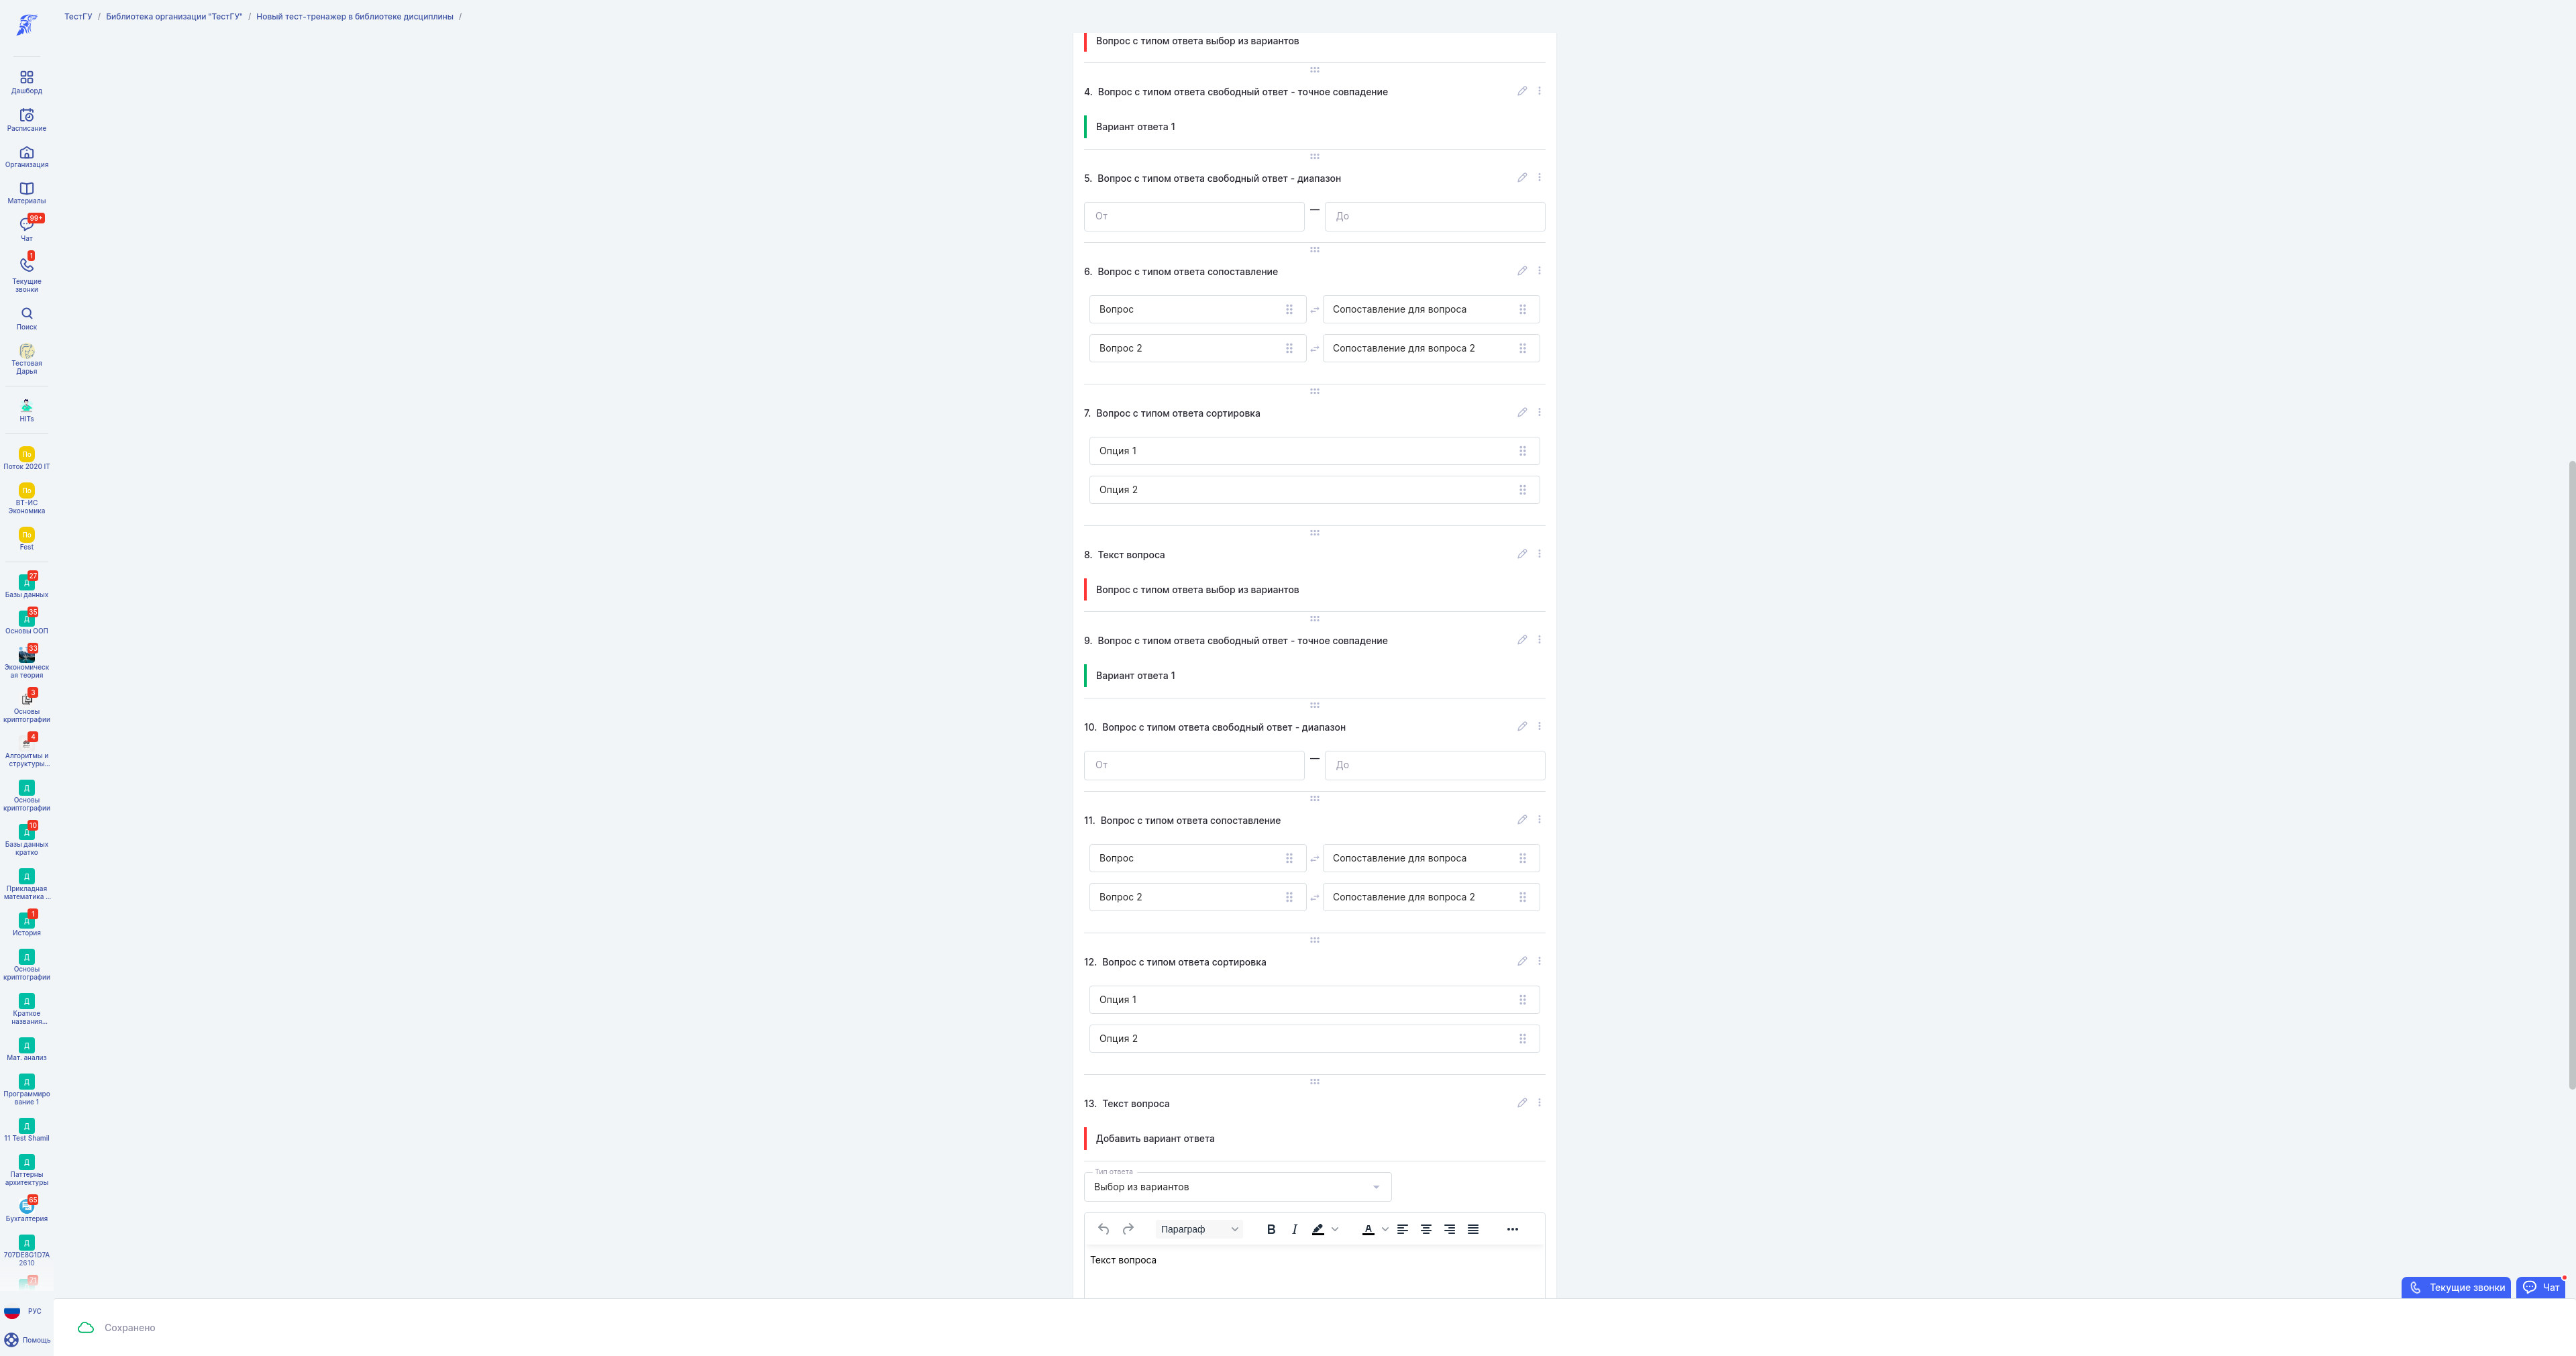 ТестГУ / Библиотека организации "ТестГУ" / Новый тест-тренажер в библиотеке дисциплины /
Дашборд
Расписание
Организация
Материалы
99+
Чат
1
Текущие
звонки
Поиск
Тестовая
Дарья
HITs
По
Поток 2020 IT
По
ВТ-ИС
Экономика
По
Fest
Д 27
Базы данных
Д 35
Основы ООП
33
Экономическ
ая теория
3
Основы
криптографии
4
Алгоритмы и
структуры...
Д
Основы
криптографии
Д 10
Базы данных
кратко
Д
Прикладная
математика ...
Д 1
История
Д
Основы
криптографии
Д
Краткое
названия...
Д
Мат. анализ
Д
Программиро
вание 1
Д
11 Test Shamil
Д
Паттерны
архитектуры
65
Бухгалтерия
Д
707DE8G1D7A
2610
21
РУС
Помощь
Вопрос с типом ответа выбор из вариантов
4. Вопрос с типом ответа свободный ответ - точное совпадение
Вариант ответа 1
5. Вопрос с типом ответа свободный ответ - диапазон
От — До
6. Вопрос с типом ответа сопоставление
Вопрос Сопоставление для вопроса
Вопрос 2 Сопоставление для вопроса 2
7. Вопрос с типом ответа сортировка
Опция 1
Опция 2
8. Текст вопроса
Вопрос с типом ответа выбор из вариантов
9. Вопрос с типом ответа свободный ответ - точное совпадение
Вариант ответа 1
10. Вопрос с типом ответа свободный ответ - диапазон
От — До
11. Вопрос с типом ответа сопоставление
Вопрос Сопоставление для вопроса
Вопрос 2 Сопоставление для вопроса 2
12. Вопрос с типом ответа сортировка
Опция 1
Опция 2
13. Текст вопроса
Добавить вариант ответа
Тип ответа
Выбор из вариантов
Параграф B I A
Текст вопроса
Текущие звонки Чат
Сохранено